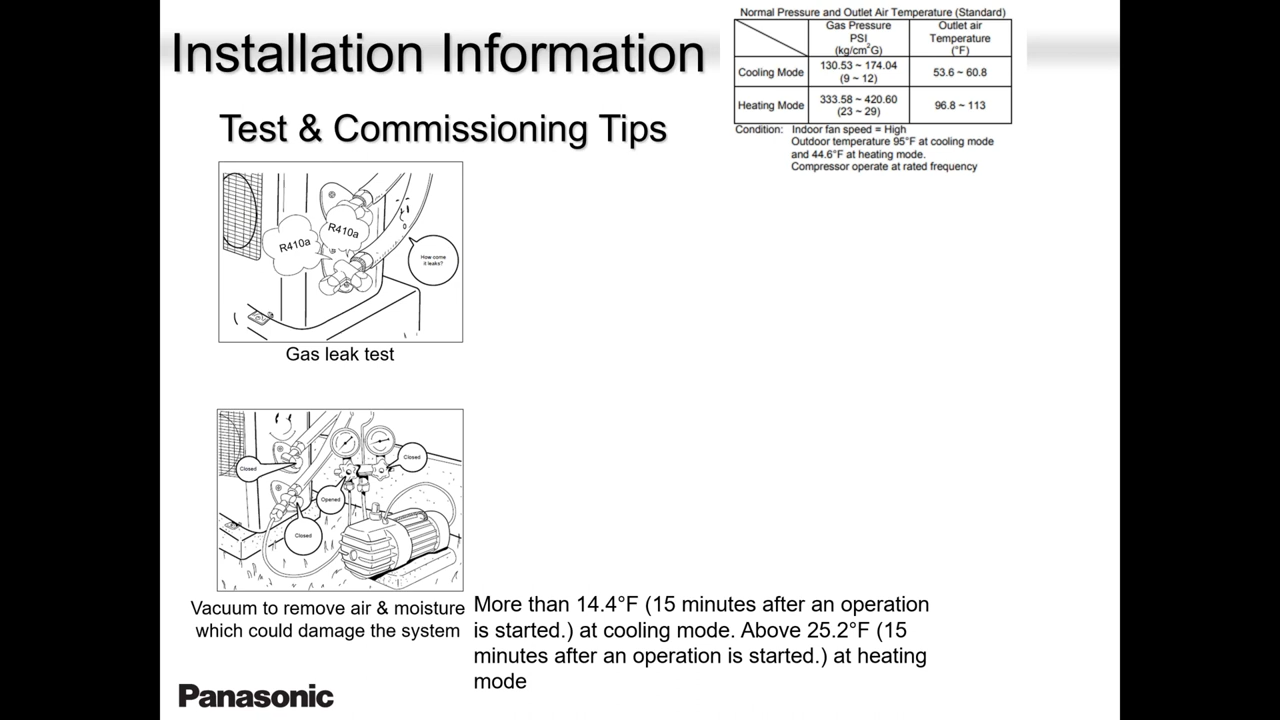 Installation Information
Test & Commissioning Tips
Normal Pressure and Outlet Air Temperature (Standard)
Gas Pressure
PSI
(kg/cm²G)
Outlet air
Temperature
(°F)
Cooling Mode
130.53 ~ 174.04
(9 ~ 12)
53.6 ~ 60.8
Heating Mode
333.58 ~ 420.60
(23 ~ 29)
96.8 ~ 113
Condition: Indoor fan speed = High
Outdoor temperature 95°F at cooling mode
and 44.6°F at heating mode.
Compressor operate at rated frequency
R410a
R410a
How come
it leaks?
Gas leak test
Closed
Closed
Opened
Closed
Vacuum to remove air & moisture
which could damage the system
More than 14.4°F (15 minutes after an operation
is started.) at cooling mode. Above 25.2°F (15
minutes after an operation is started.) at heating
mode
Panasonic